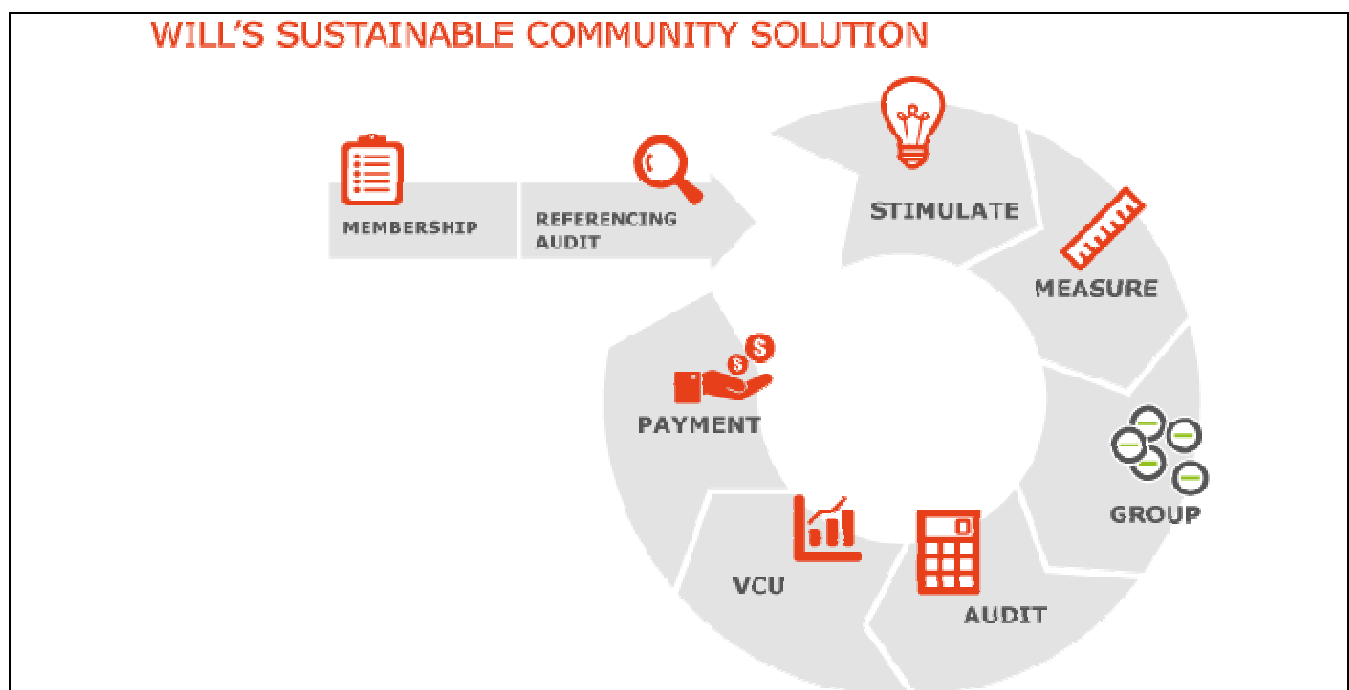 WILL'S SUSTAINABLE COMMUNITY SOLUTION
MEMBERSHIP
REFERENCING
AUDIT
STIMULATE
MEASURE
GROUP
AUDIT
VCU
PAYMENT
$
$